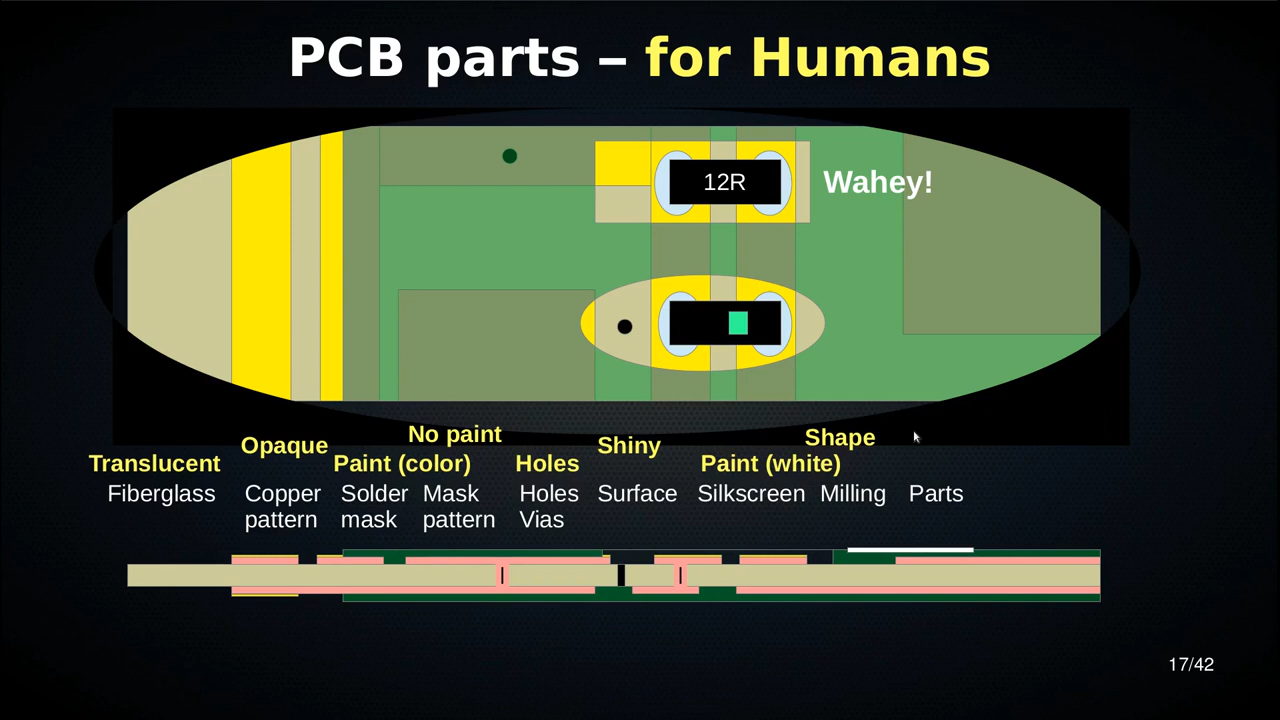 PCB parts – for Humans
12R
Wahey!
Translucent
Opaque
Paint (color)
No paint
Holes
Shiny
Paint (white)
Shape
Fiberglass
Copper
pattern
Solder
mask
Mask
pattern
Holes
Vias
Surface
Silkscreen
Milling
Parts
17/42